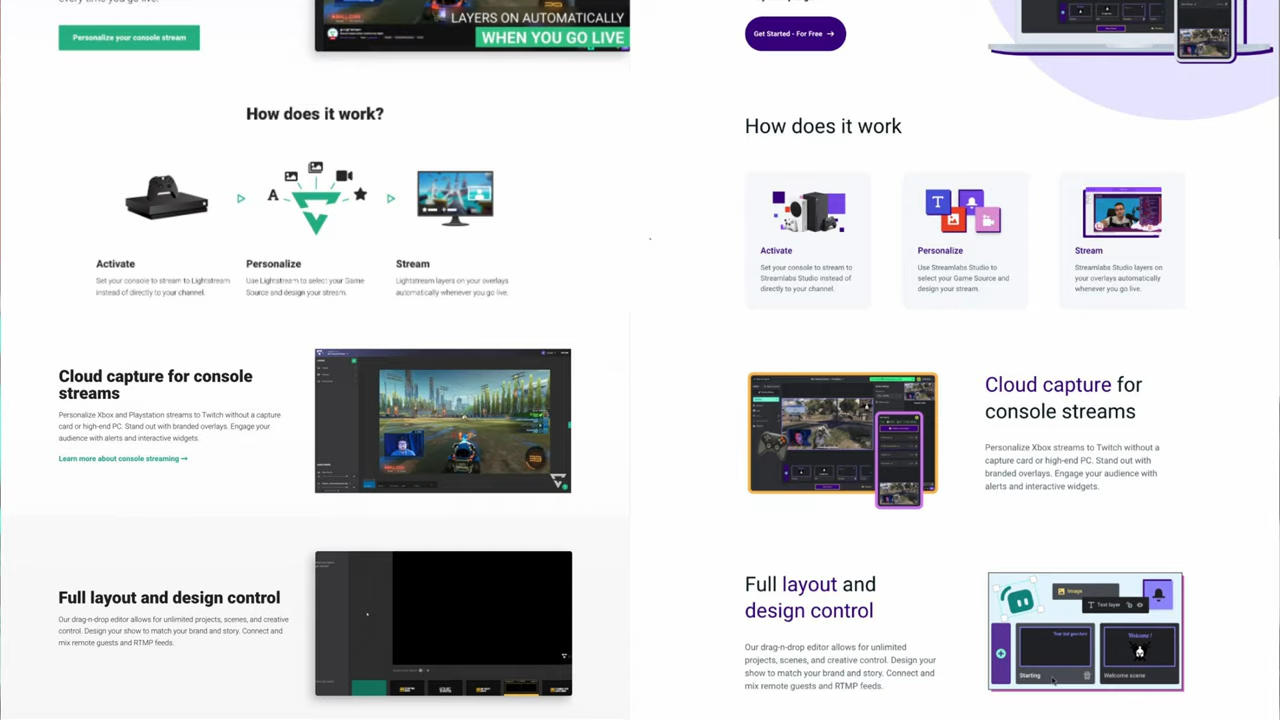 LAYERS ON AUTOMATICALLY
WHEN YOU GO LIVE
Personalize your console stream
How does it work?
A
Activate
Set your console to stream to Lightstream
instead of directly to your channel.
Personalize
Use Lightstream to select your Game
Source and design your stream.
Stream
Lightstream layers on your overlays
automatically whenever you go live.
Cloud capture for console
streams
Personalize Xbox and Playstation streams to Twitch without a capture
card or high-end PC. Stand out with branded overlays. Engage your
audience with alerts and interactive widgets.
Learn more about console streaming →
Full layout and design control
Our drag-n-drop editor allows for unlimited projects, scenes, and creative
control. Design your show to match your brand and story. Connect and
mix remote guests and RTMP feeds.
Get Started - For Free →
How does it work
T
Activate
Set your console to stream to
Streamlabs Studio instead of
directly to your channel.
Personalize
Use Streamlabs Studio to
select your Game Source and
design your stream.
Stream
Streamlabs Studio layers on
your overlays automatically
whenever you go live.
Cloud capture for
console streams
Personalize Xbox streams to Twitch without a
capture card or high-end PC. Stand out with
branded overlays. Engage your audience with
alerts and interactive widgets.
Full layout and
design control
Our drag-n-drop editor allows for unlimited
projects, scenes, and creative control. Design your
show to match your brand and story. Connect and
mix remote guests and RTMP feeds.
Image
T Text layer
Welcome !
Starting
Welcome scene